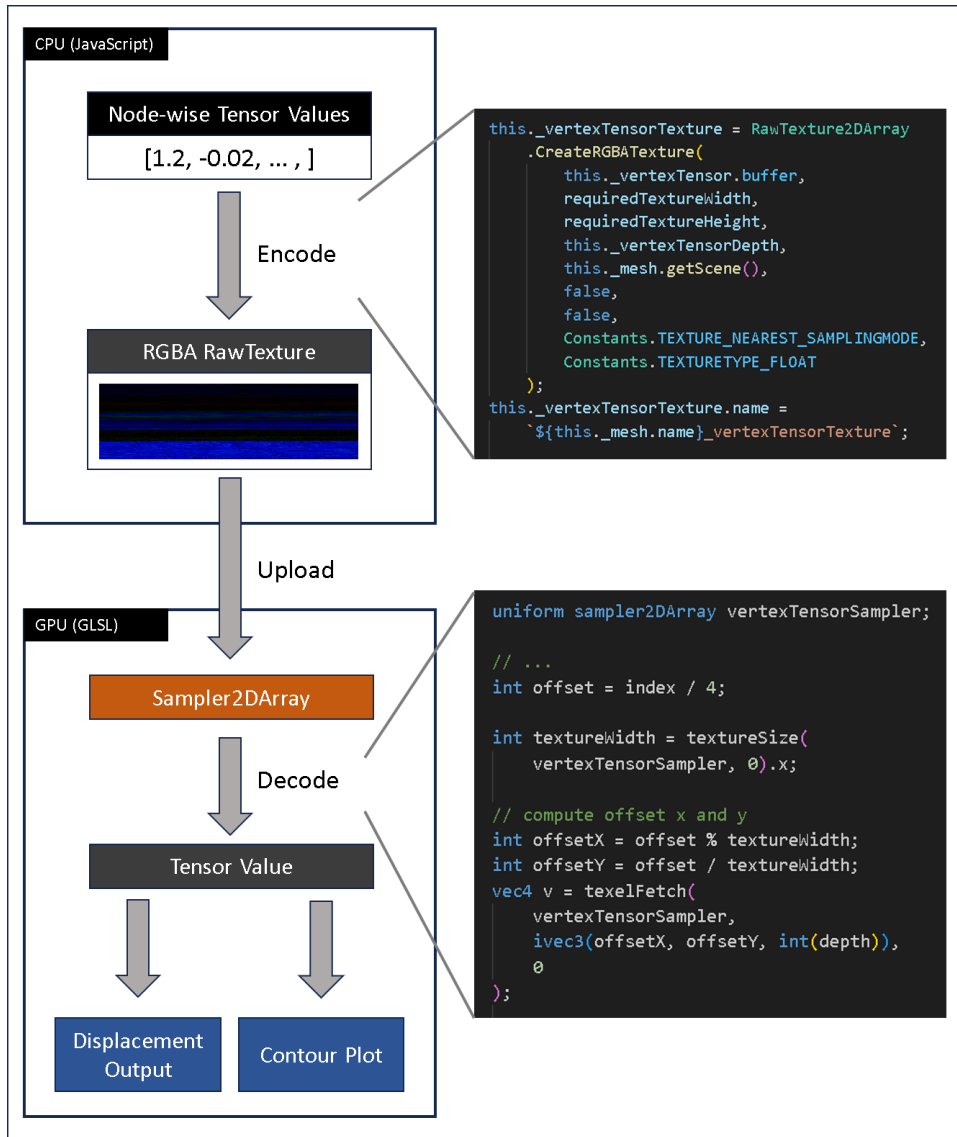 CPU (JavaScript)
Node-wise Tensor Values
[1.2, -0.02, ... , ]
Encode
RGBA RawTexture
this._vertexTensorTexture = RawTexture2DArray
.CreateRGBATexture(
this._vertexTensor.buffer,
requiredTextureWidth,
requiredTextureHeight,
this._vertexTensorDepth,
this._mesh.getScene(),
false,
false,
Constants.TEXTURE_NEAREST_SAMPLINGMODE,
Constants.TEXTURETYPE_FLOAT
);
this._vertexTensorTexture.name =
`${this._mesh.name}_vertexTensorTexture`;
Upload
GPU (GLSL)
Sampler2DArray
Decode
Tensor Value
Displacement
Output
Contour Plot
uniform sampler2DArray vertexTensorSampler;
// ...
int offset = index / 4;
int textureWidth = textureSize(
vertexTensorSampler, 0).x;
// compute offset x and y
int offsetX = offset % textureWidth;
int offsetY = offset / textureWidth;
vec4 v = texelFetch(
vertexTensorSampler,
ivec3(offsetX, offsetY, int(depth)),
0
);